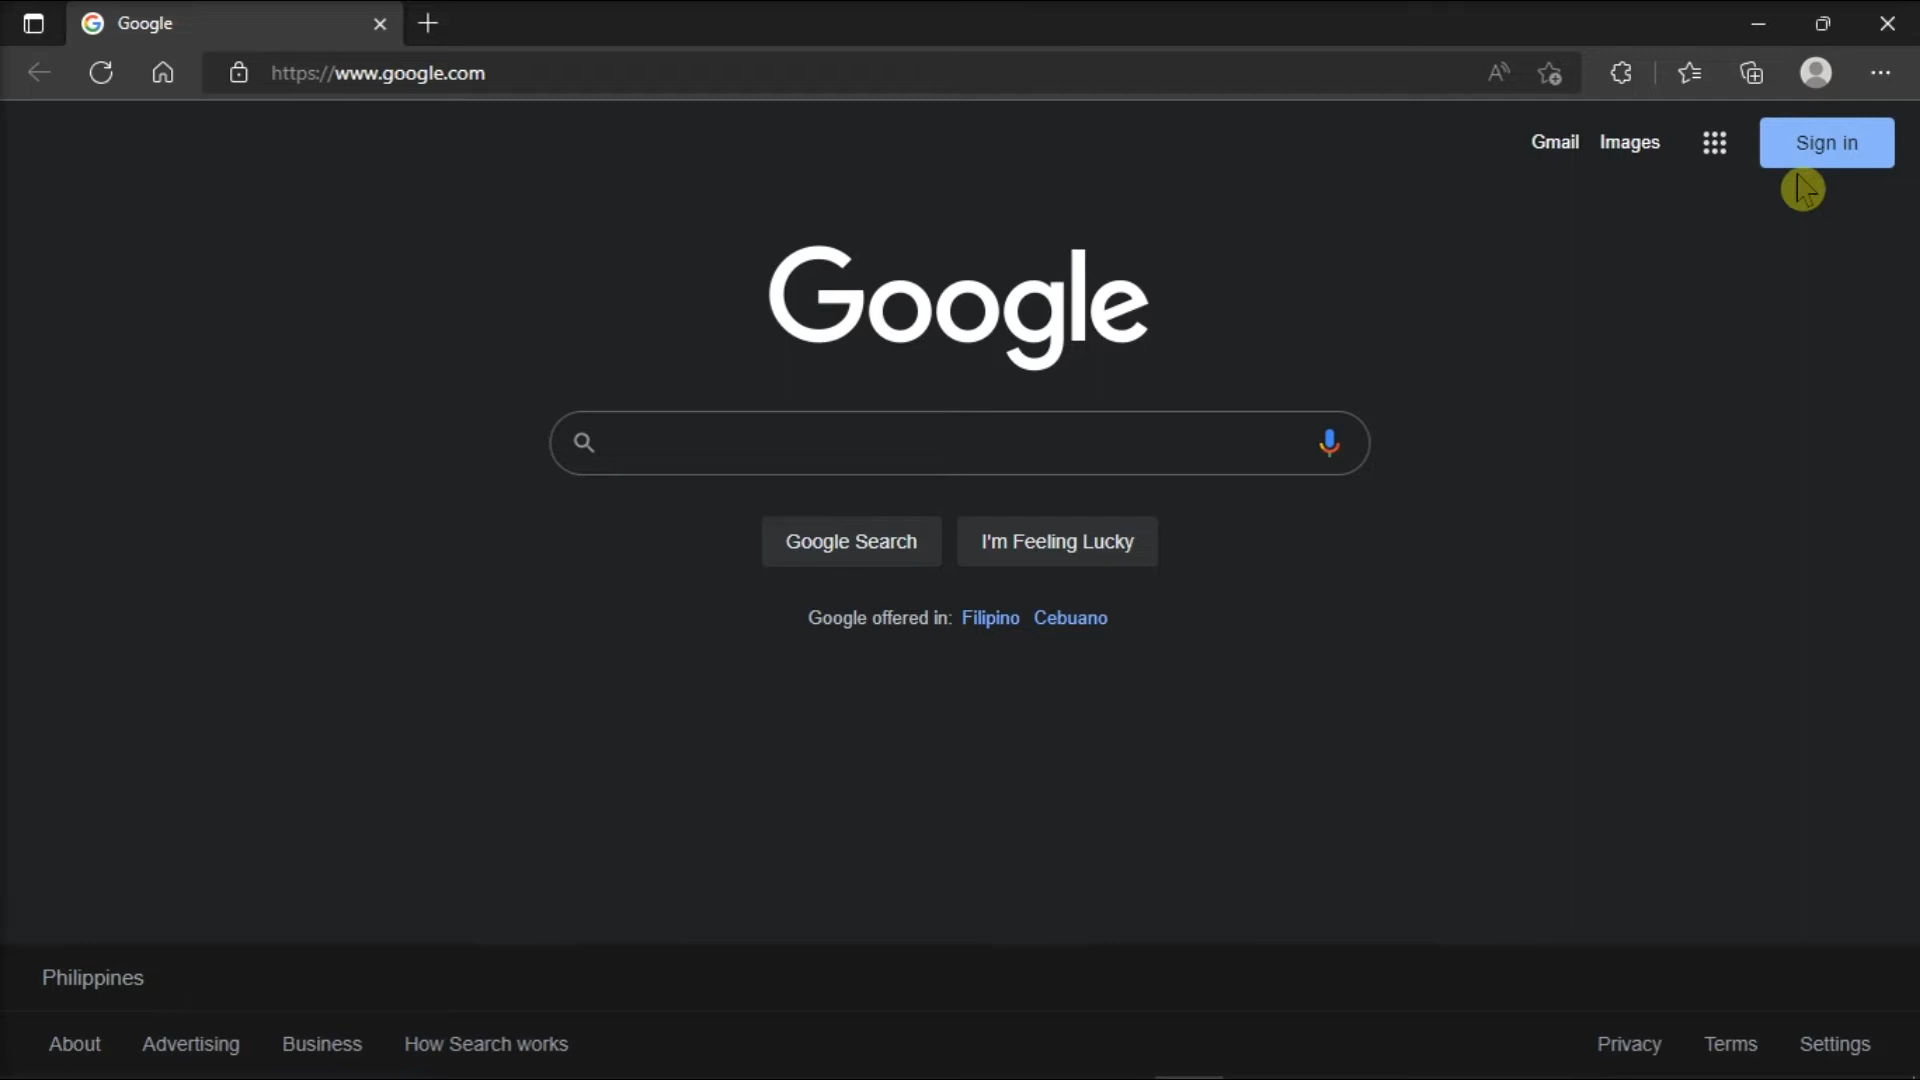 Google
https://www.google.com
Gmail Images Sign in
Google
Google Search I'm Feeling Lucky
Google offered in: Filipino Cebuano
Philippines
About Advertising Business How Search works Privacy Terms Settings